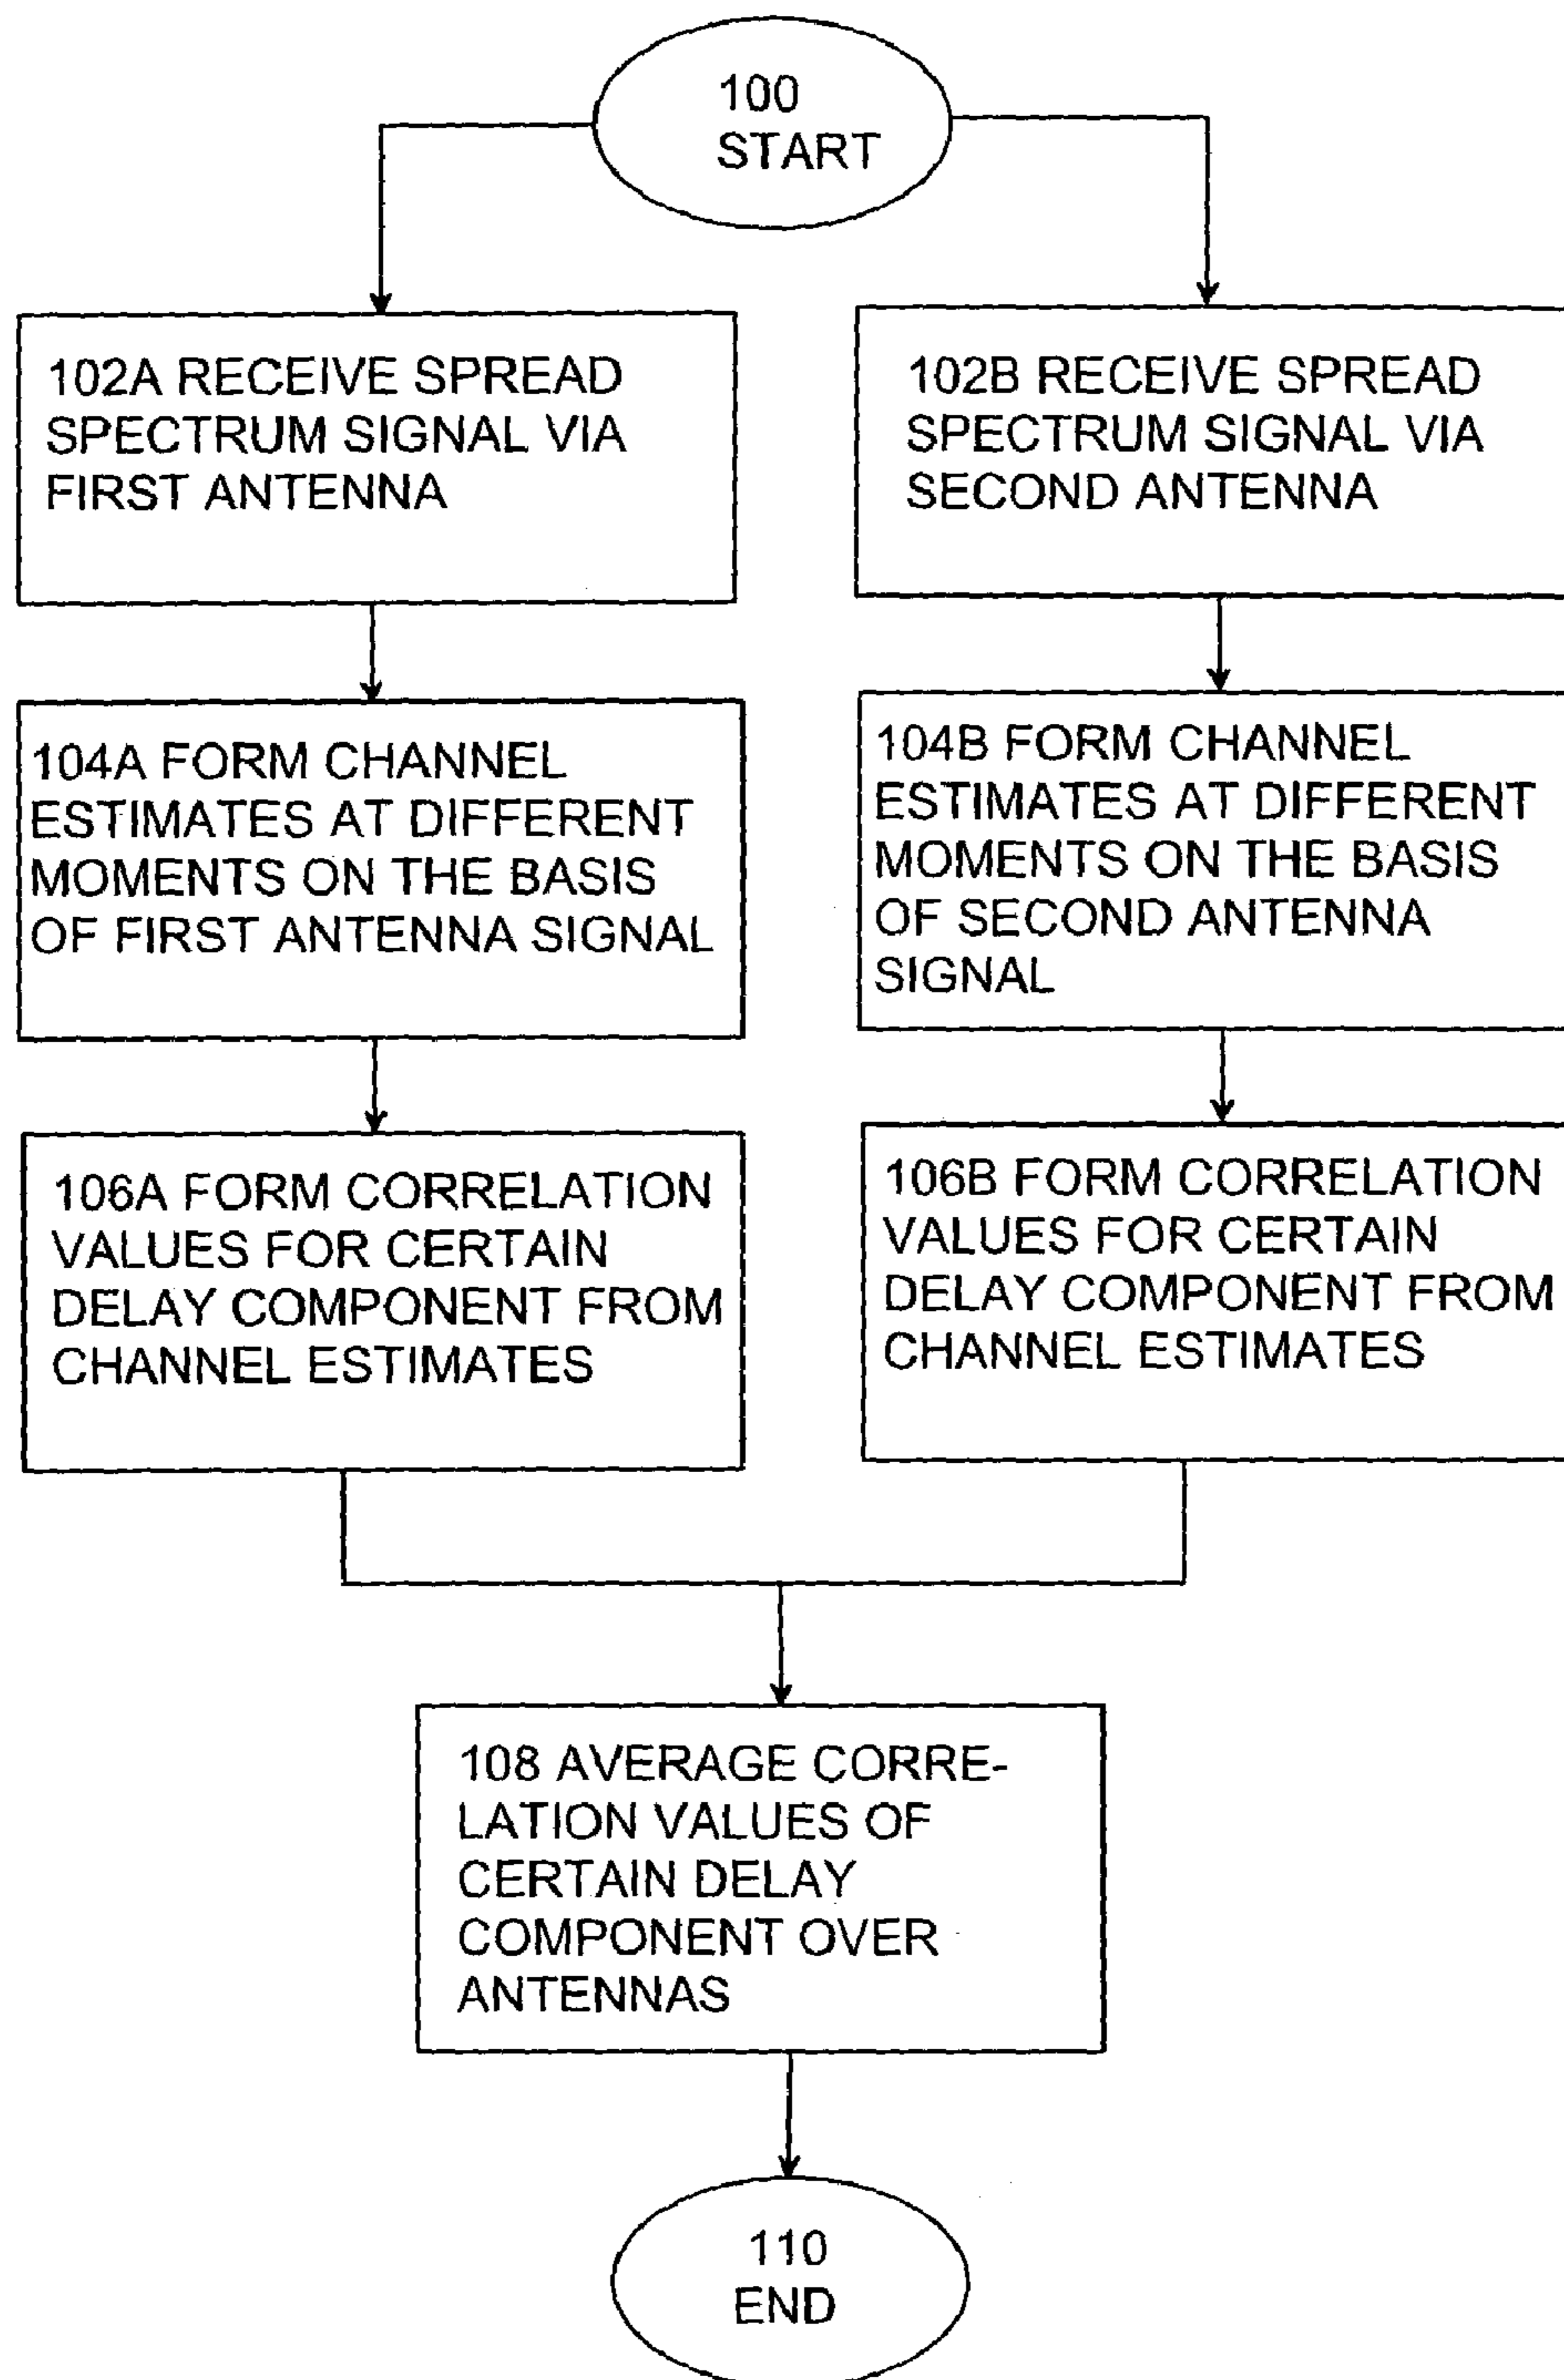 100
START
102A RECEIVE SPREAD
SPECTRUM SIGNAL VIA
FIRST ANTENNA
102B RECEIVE SPREAD
SPECTRUM SIGNAL VIA
SECOND ANTENNA
104A FORM CHANNEL
ESTIMATES AT DIFFERENT
MOMENTS ON THE BASIS
OF FIRST ANTENNA SIGNAL
104B FORM CHANNEL
ESTIMATES AT DIFFERENT
MOMENTS ON THE BASIS
OF SECOND ANTENNA
SIGNAL
106A FORM CORRELATION
VALUES FOR CERTAIN
DELAY COMPONENT FROM
CHANNEL ESTIMATES
106B FORM CORRELATION
VALUES FOR CERTAIN
DELAY COMPONENT FROM
CHANNEL ESTIMATES
108 AVERAGE CORRE-
LATION VALUES OF
CERTAIN DELAY
COMPONENT OVER
ANTENNAS
110
END